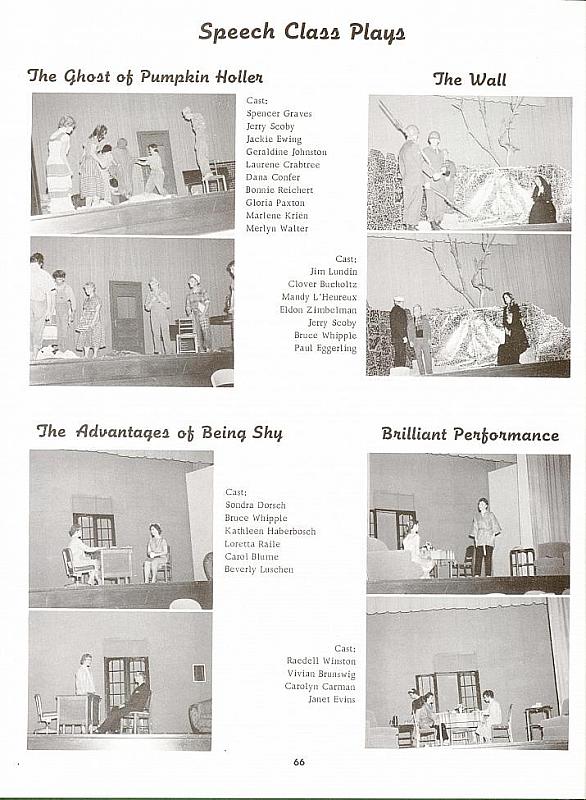 Speech Class Plays
The Ghost of Pumpkin Holler
Cast:
Spencer Graves
Jerry Scoby
Jackie Ewing
Geraldine Johnston
Laurene Crabtree
Dana Confer
Bonnie Reichert
Gloria Paxton
Marlene Krien
Merlyn Walter
The Wall
Cast:
Jim Lundin
Clover Bucholtz
Mandy L'Heureux
Eldon Zimbelman
Jerry Scoby
Bruce Whipple
Paul Eggerling
The Advantages of Being Shy
Cast:
Sondra Dorsch
Bruce Whipple
Kathleen Haberbosch
Loretta Raile
Carol Blume
Beverly Luschen
Brilliant Performance
Cast:
Raedell Winston
Vivian Brunswig
Carolyn Carman
Janet Evins
66